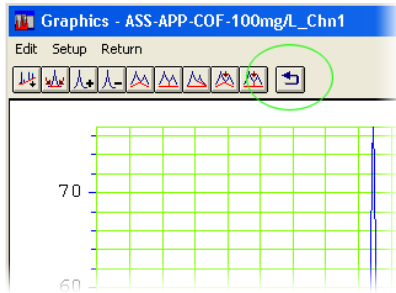 Graphics - ASS-APP-COF-100mg/L_Chn1
Edit Setup Return
70
60